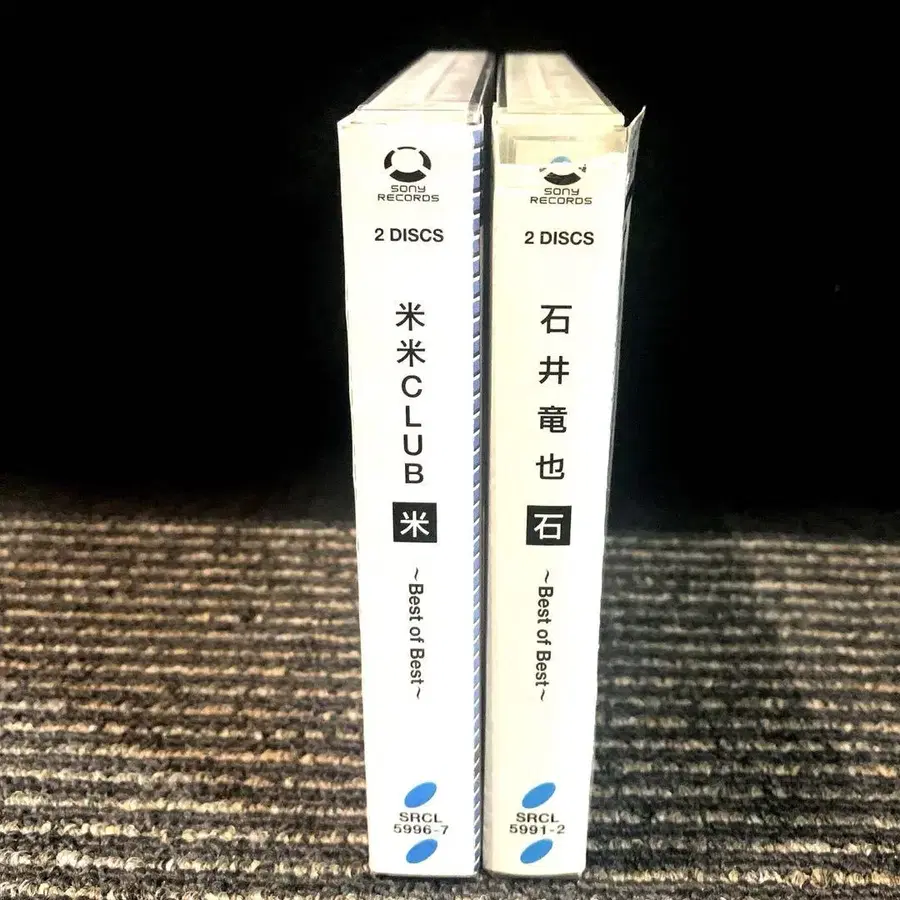 SONY
RECORDS
2 DISCS
米米CLUB
米
~Best of Best~
SRCL
5996-7
SONY
RECORDS
2 DISCS
石井竜也
石
~Best of Best~
SRCL
5991-2